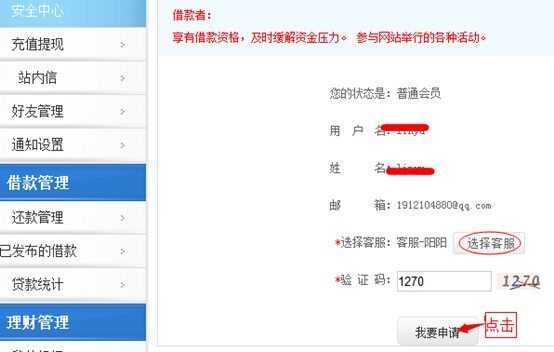 安全中心
充值提现
站内信
好友管理
通知设置
借款管理
还款管理
已发布的借款
贷款统计
理财管理
借款者：
享有借款资格，及时缓解资金压力。 参与网站举行的各种活动。
您的状态是: 普通会员
用 户 名:
姓 名:
邮 箱: 1912104880@qq.com
*选择客服: 客服-阳阳 选择客服
*验 证 码: 1270 1270
我要申请 点击